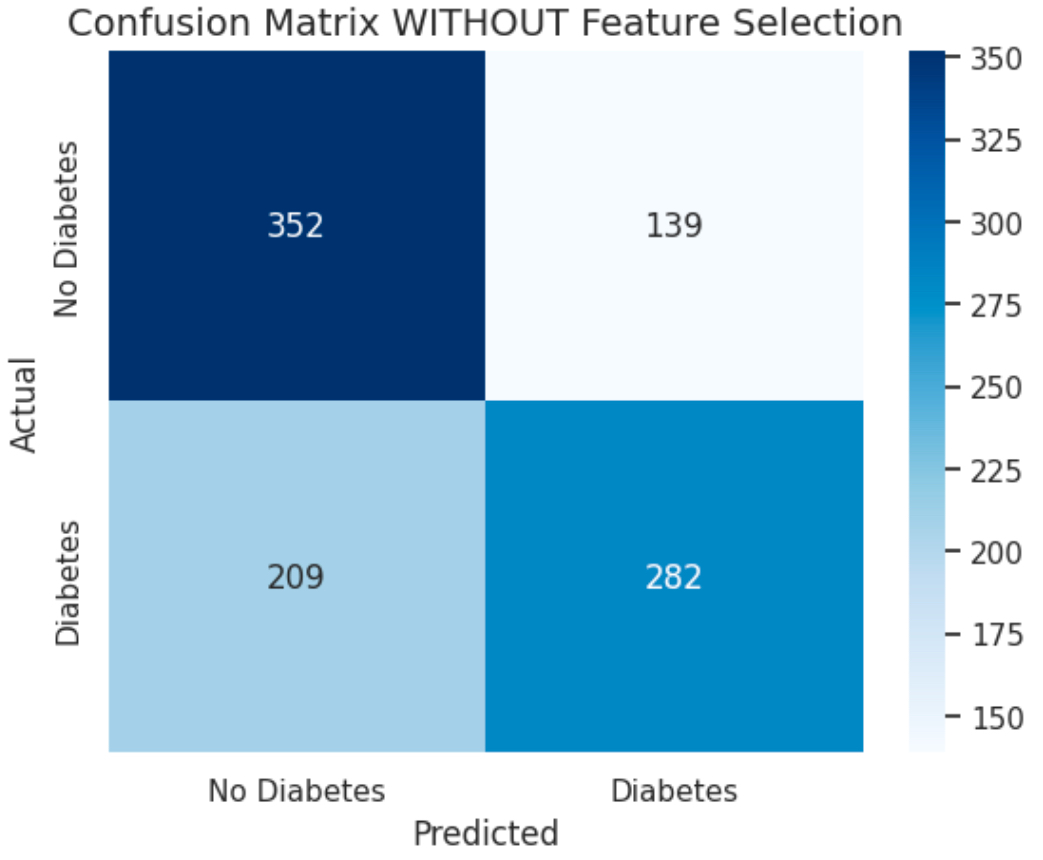 Confusion Matrix WITHOUT Feature Selection
No Diabetes
Diabetes
Actual
352
139
209
282
No Diabetes
Diabetes
Predicted
350
325
300
275
250
225
200
175
150